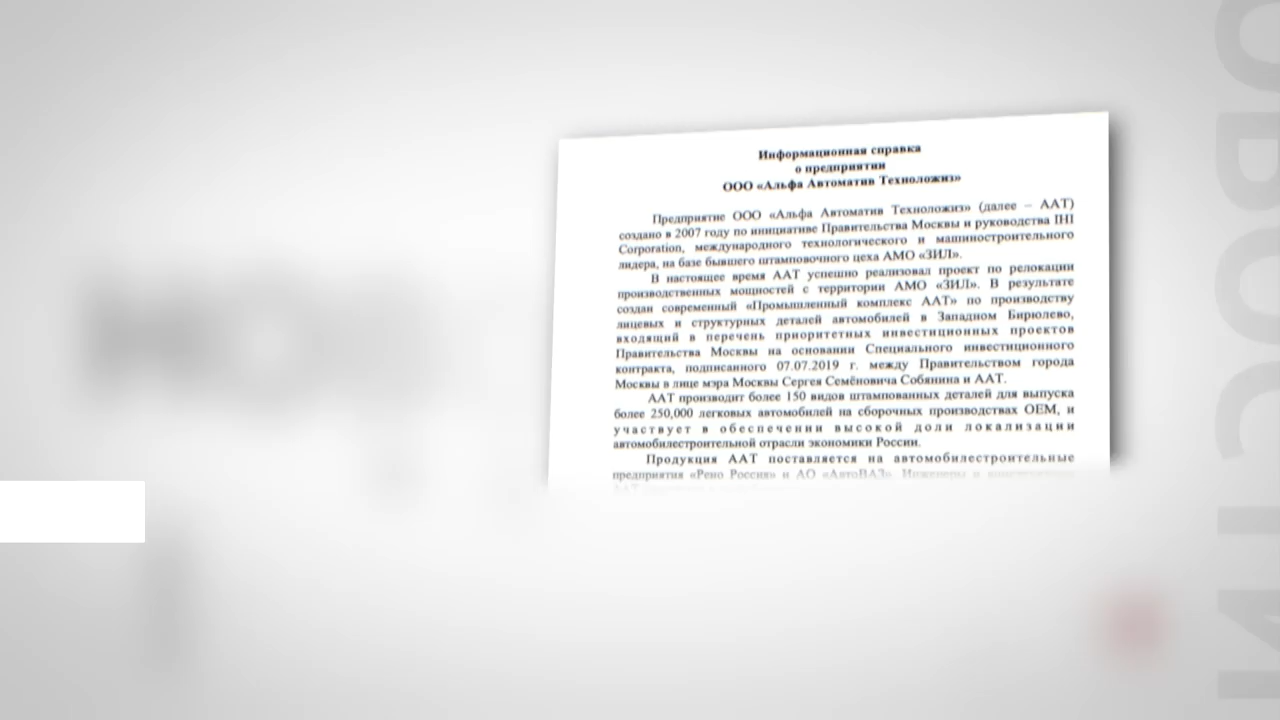 Информационная справка
о предприятии
ООО «Альфа Автоматив Техноложиз»
Предприятие ООО «Альфа Автоматив Техноложиз» (далее – ААТ)
создано в 2007 году по инициативе Правительства Москвы и руководства IHI
Corporation, международного технологического и машиностроительного
лидера, на базе бывшего штамповочного цеха АМО «ЗИЛ».
В настоящее время ААТ успешно реализовал проект по релокации
производственных мощностей с территории АМО «ЗИЛ». В результате
создан современный «Промышленный комплекс ААТ» по производству
лицевых и структурных деталей автомобилей в Западном Бирюлево,
входящий в перечень приоритетных инвестиционных проектов
Правительства Москвы на основании Специального инвестиционного
контракта, подписанного 07.07.2019 г. между Правительством города
Москвы в лице мэра Москвы Сергея Семёновича Собянина и ААТ.
ААТ производит более 150 видов штампованных деталей для выпуска
более 250,000 легковых автомобилей на сборочных производствах OEM, и
участвует в обеспечении высокой доли локализации
автомобилестроительной отрасли экономики России.
Продукция ААТ поставляется на автомобилестроительные
предприятия «Рено Россия» и АО «АвтоВАЗ». Инженеры и
ОВОСТИ